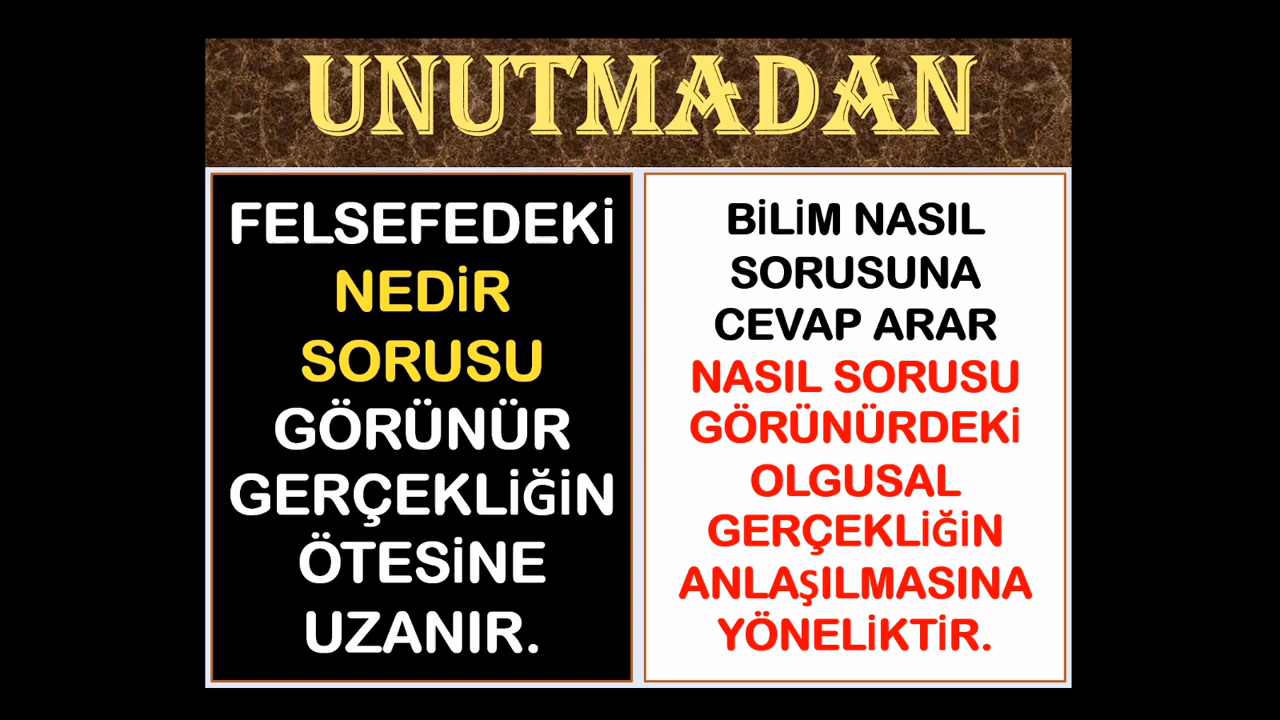 UNUTMADAN
FELSEFEDEKİ
NEDİR
SORUSU
GÖRÜNÜR
GERÇEKLİĞİN
ÖTESİNE
UZANIR.
BİLİM NASIL
SORUSUNA
CEVAP ARAR
NASIL SORUSU
GÖRÜNÜRDEKİ
OLGUSAL
GERÇEKLİĞİN
ANLAŞILMASINA
YÖNELİKTİR.